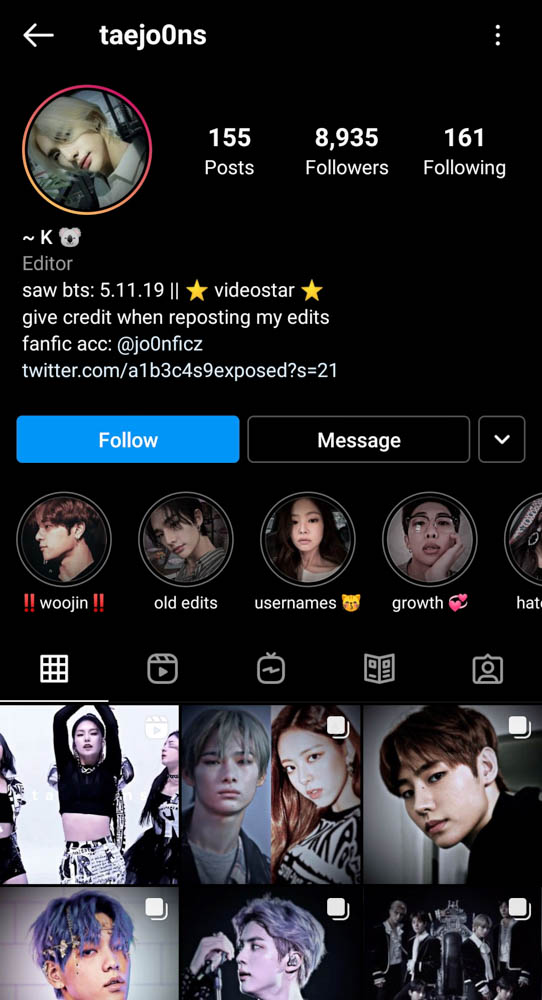 taejo0ns
155 8,935 161
Posts Followers Following
~ K 🐨
Editor
saw bts: 5.11.19 || ⭐ videostar ⭐
give credit when reposting my edits
fanfic acc: @jo0nficz
twitter.com/a1b3c4s9exposed?s=21
Follow Message
‼️woojin‼️ old edits usernames 😽 growth 💞 hat